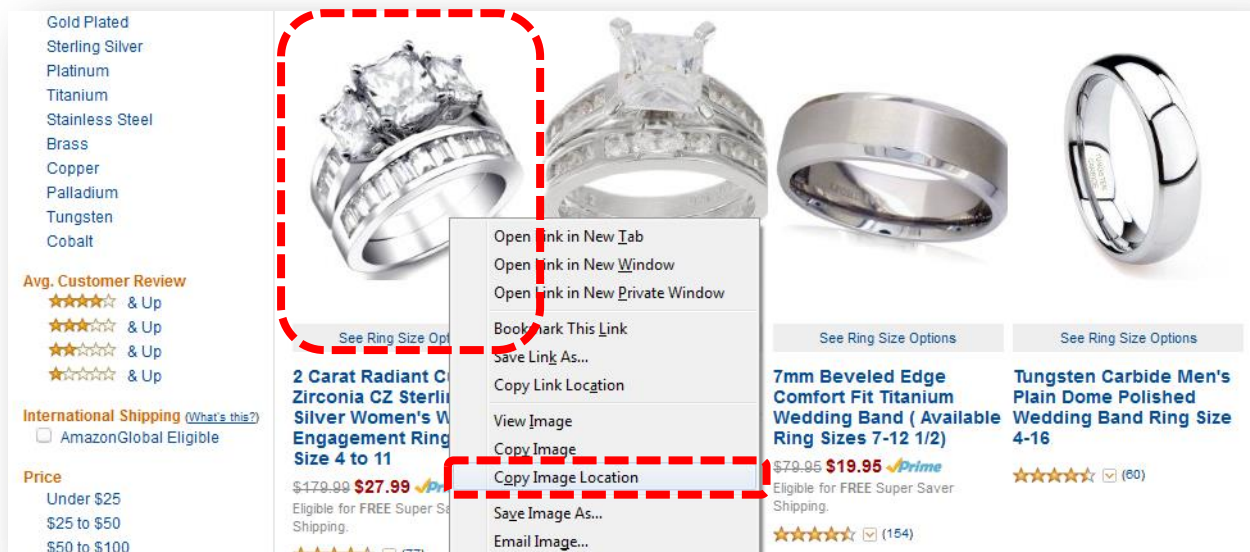 Gold Plated
Sterling Silver
Platinum
Titanium
Stainless Steel
Brass
Copper
Palladium
Tungsten
Cobalt
Avg. Customer Review
& Up
& Up
& Up
& Up
International Shipping (What's this?)
AmazonGlobal Eligible
Price
Under $25
$25 to $50
$50 to $100
See Ring Size
2 Carat Radiant
Zirconia CZ
Silver Women's
Engagement Ring
Size 4 to 11
$179.99 $27.99
Eligible for FREE Super
Shipping.
(77)
Open Link in New Tab
Open Link in New Window
Open Link in New Private Window
Bookmark This Link
Save Link As...
Copy Link Location
View Image
Copy Image
Copy Image Location
Save Image As...
Email Image...
See Ring Size Options
7mm Beveled Edge
Comfort Fit Titanium
Wedding Band ( Available
Ring Sizes 7-12 1/2)
$79.95 $19.95 Prime
Eligible for FREE Super Saver
Shipping.
(154)
TUNGSTEN
CARBIDE
See Ring Size Options
Tungsten Carbide Men's
Plain Dome Polished
Wedding Band Ring Size
4-16
(60)